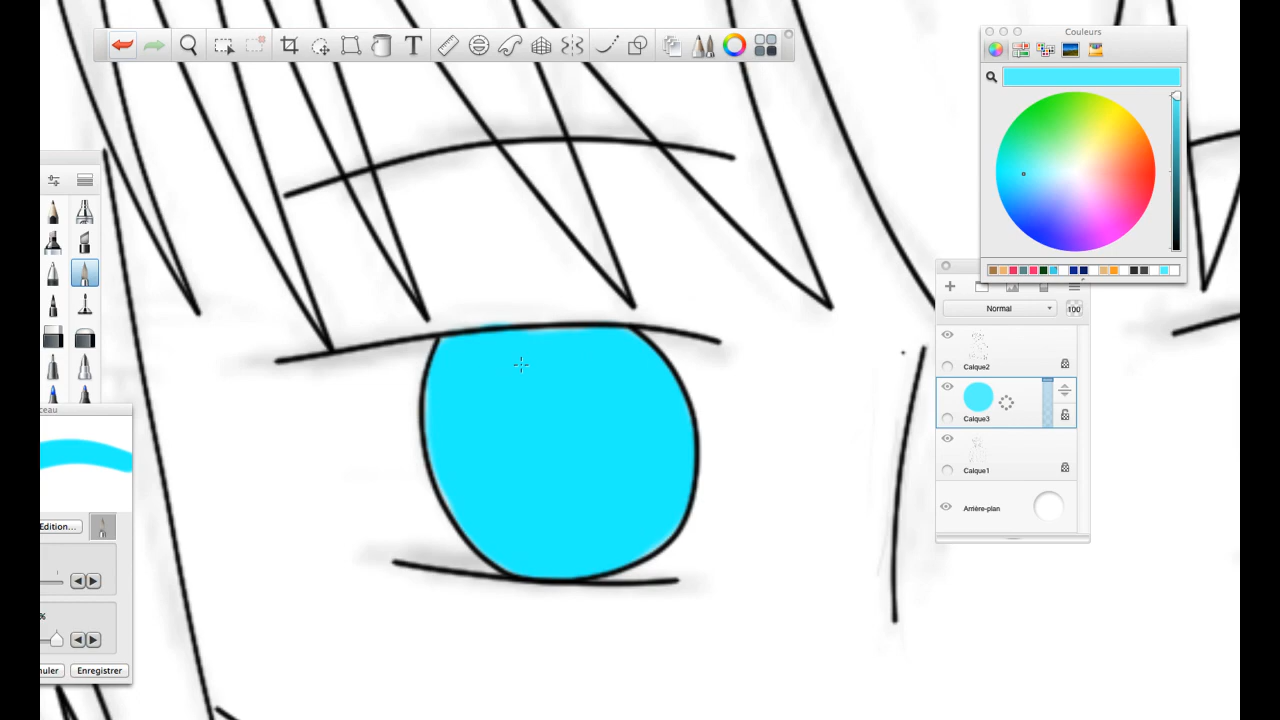 T
Couleurs
Normal
100
Calque2
Calque3
Calque1
Arrière-plan
ceau
Edition...
%
nuler
Enregistrer